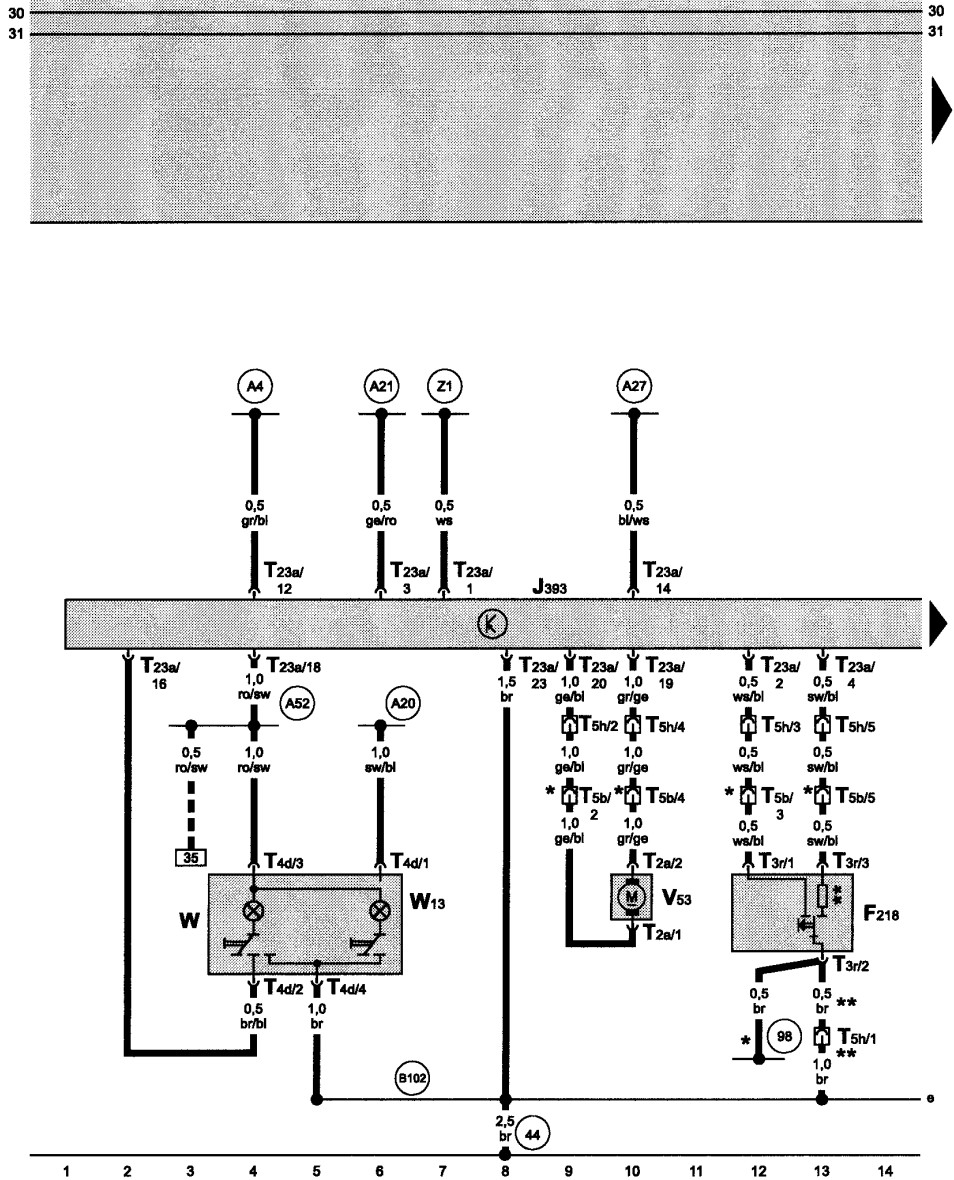 30 30
31 31
A4 A21 Z1 A27
0,5 0,5 0,5 0,5
gr/bl ge/ro ws bl/ws
T23a/ T23a/ T23a/ J393 T23a/
12 3 1 14
K
T23a/ T23a/18 T23a/ T23a/ T23a/ T23a/ T23a/
16 23 20 19 2 4
1,0 1,5 1,0 1,0 0,5 0,5
ro/sw br ge/bl gr/ge ws/bl sw/bl
A52 A20
T5h/2 T5h/4 T5h/3 T5h/5
0,5 1,0 1,0 1,0 1,0 0,5 0,5
ro/sw ro/sw sw/bl ge/bl gr/ge ws/bl sw/bl
* T5b/ * T5b/4 * T5b/ * T5b/5
2 3
1,0 1,0 0,5 0,5
ge/bl gr/ge ws/bl sw/bl
35 T4d/3 T4d/1 T2a/2 T3r/1 T3r/3
W W13 M V53 ** F218
T2a/1
T3r/2
T4d/2 T4d/4
0,5 1,0 0,5 0,5 **
br/bl br br br
* 98 T5h/1
**
1,0
br
B102 e
2,5
br 44
1 2 3 4 5 6 7 8 9 10 11 12 13 14